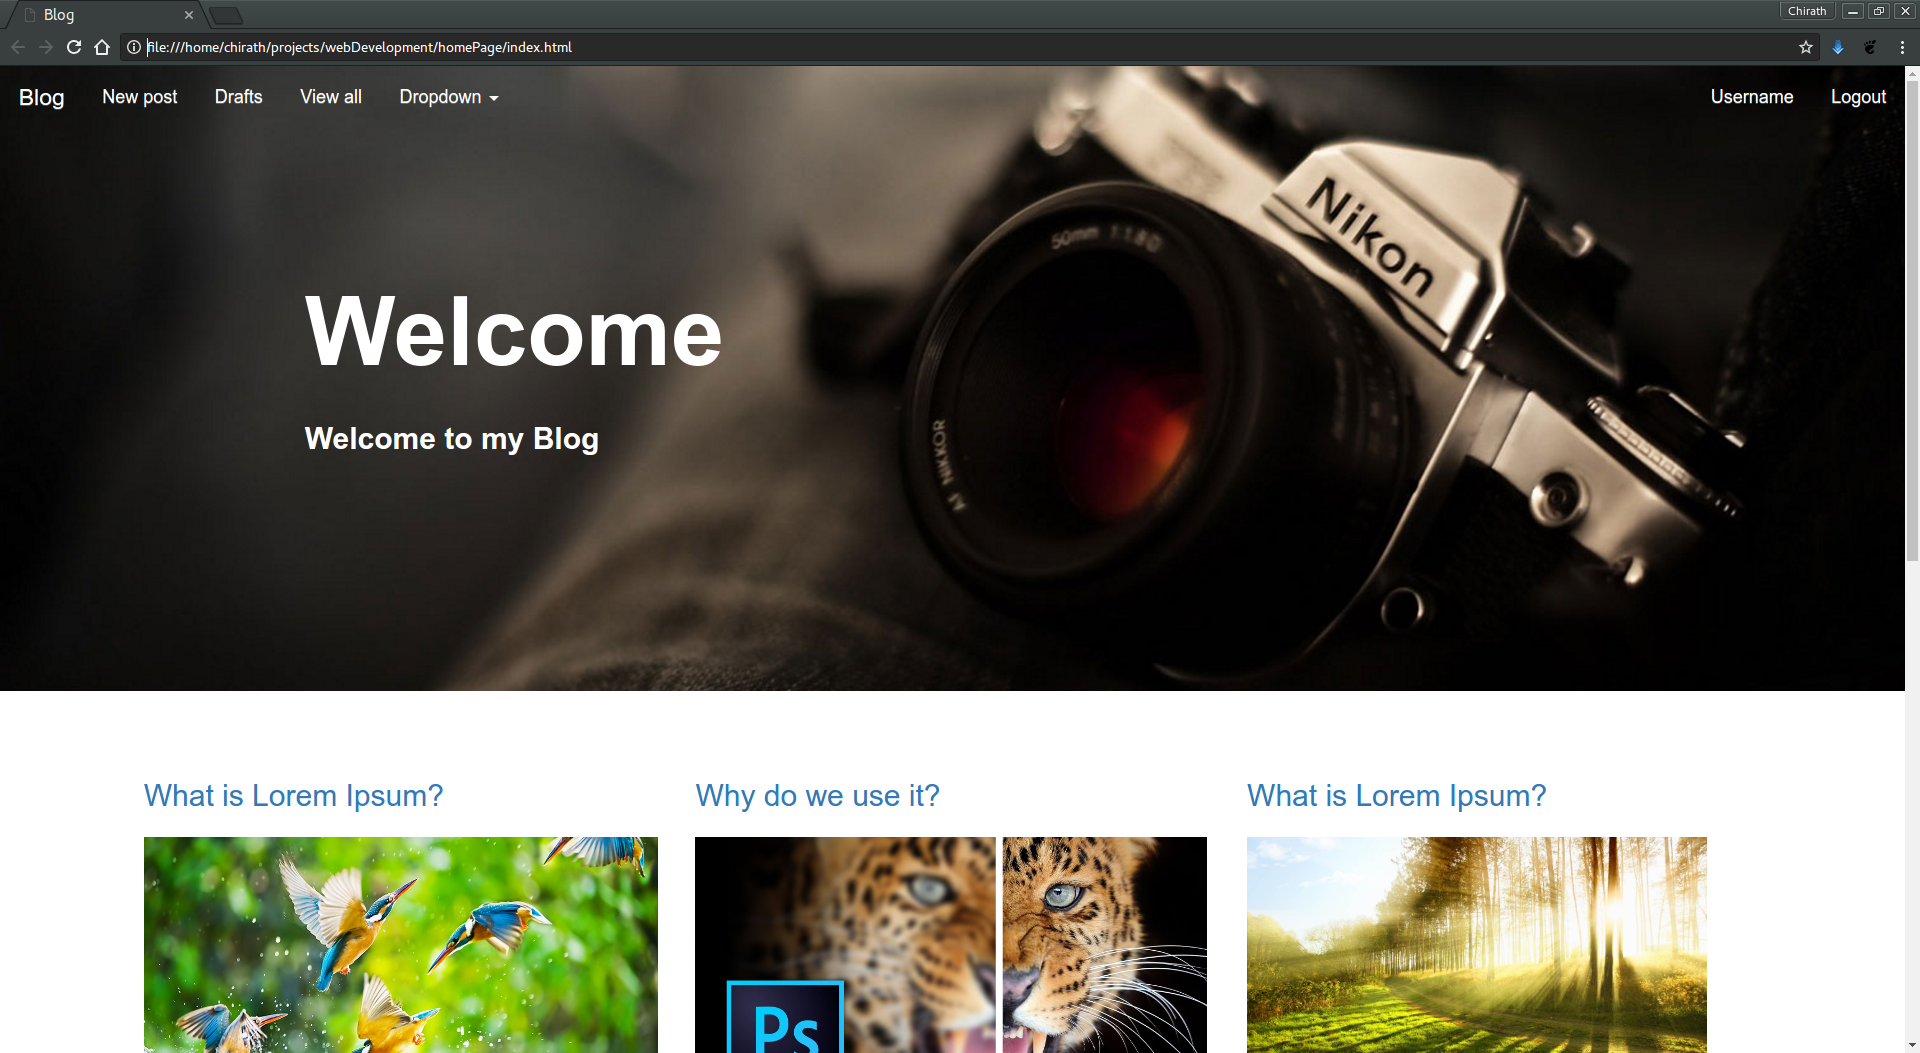 Blog
Chirath
file:///home/chirath/projects/webDevelopment/homePage/index.html
Blog New post Drafts View all Dropdown Username Logout
Nikon
50mm 1:1.8 D
AF NIKKOR
Welcome
Welcome to my Blog
What is Lorem Ipsum? Why do we use it? What is Lorem Ipsum?
Ps